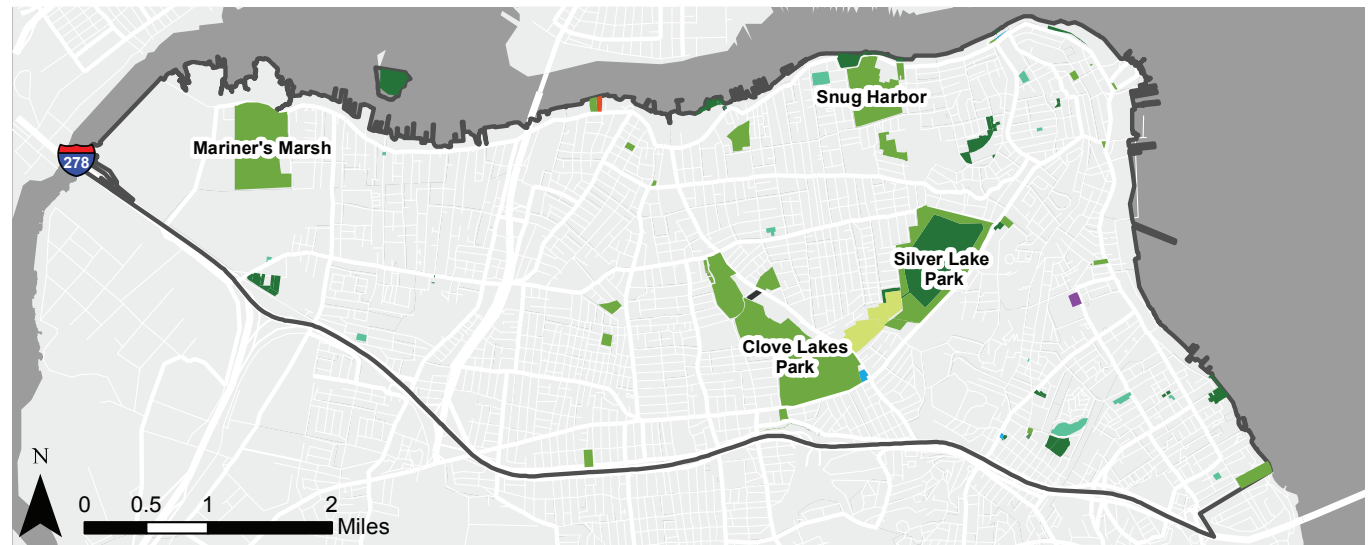 Snug Harbor
Mariner's Marsh
278
Silver Lake
Park
Clove Lakes
Park
N
0 0.5 1 2
Miles